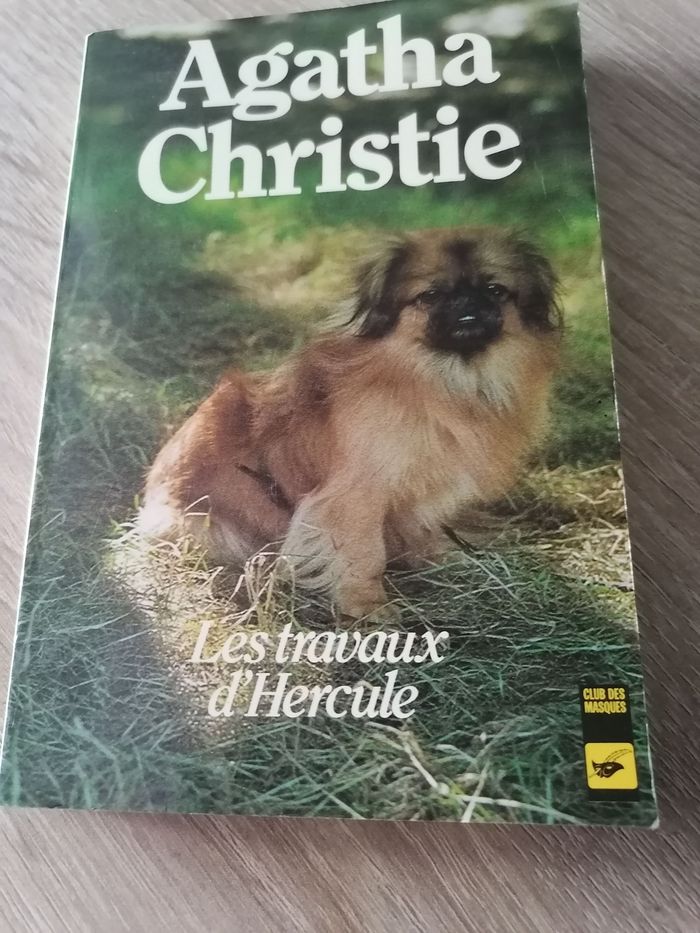 Agatha
Christie
Les travaux
d'Hercule
CLUB DES
MASQUES